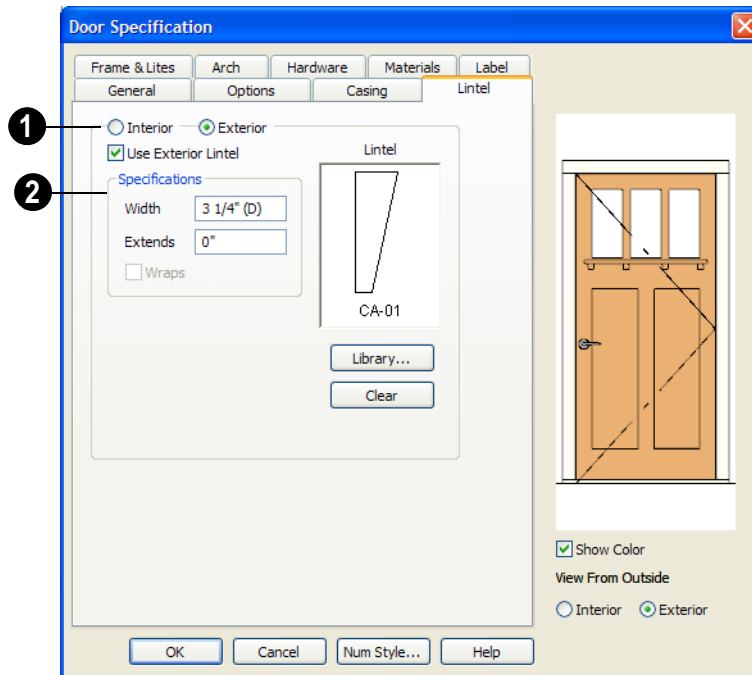 Door Specification
Frame & Lites Arch Hardware Materials Label
General Options Casing Lintel
1 Interior Exterior
Use Exterior Lintel Lintel
2 Specifications
Width 3 1/4" (D)
Extends 0"
Wraps
CA-01
Library...
Clear
Show Color
View From Outside
Interior Exterior
OK Cancel Num Style... Help